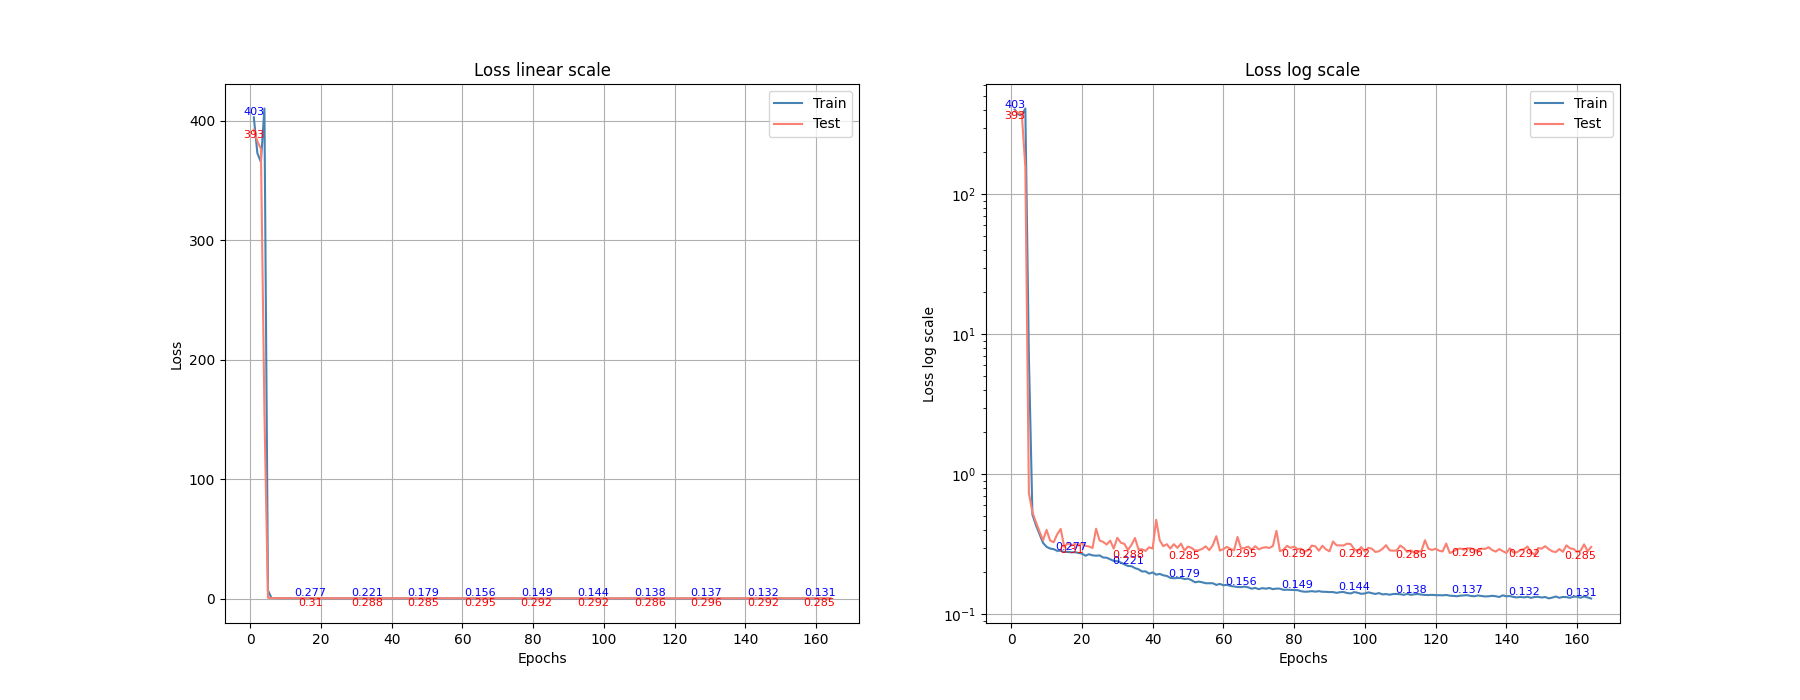 Loss linear scale
Loss
400
300
200
100
0
403
393
Train
Test
0.277 0.221 0.179 0.156 0.149 0.144 0.138 0.137 0.132 0.131
0.31 0.288 0.285 0.295 0.292 0.292 0.286 0.296 0.292 0.285
0 20 40 60 80 100 120 140 160
Epochs
Loss log scale
Loss log scale
10²
10¹
10⁰
10⁻¹
403
393
Train
Test
0.277 0.221 0.179 0.156 0.149 0.144 0.138 0.137 0.132 0.131
0.31 0.288 0.285 0.295 0.292 0.292 0.286 0.296 0.292 0.285
0 20 40 60 80 100 120 140 160
Epochs